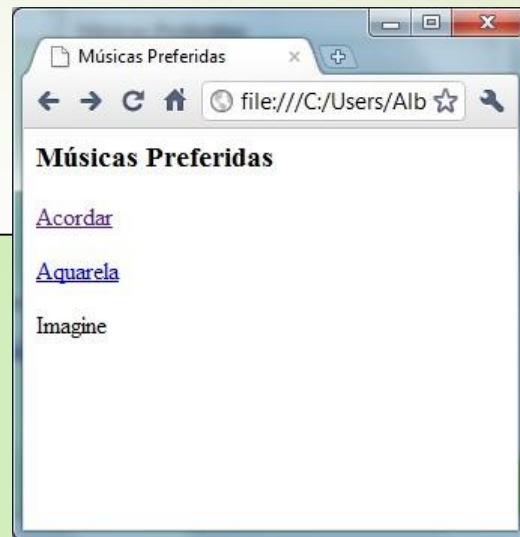 Músicas Preferidas
file:///C:/Users/Alb
Músicas Preferidas
Acordar
Aquarela
Imagine